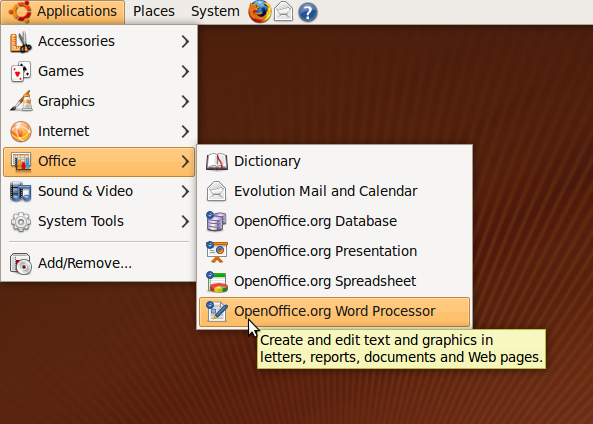 Applications Places System
Accessories
Games
Graphics
Internet
Office
Sound & Video
System Tools
Add/Remove...
Dictionary
Evolution Mail and Calendar
OpenOffice.org Database
OpenOffice.org Presentation
OpenOffice.org Spreadsheet
OpenOffice.org Word Processor
Create and edit text and graphics in
letters, reports, documents and Web pages.